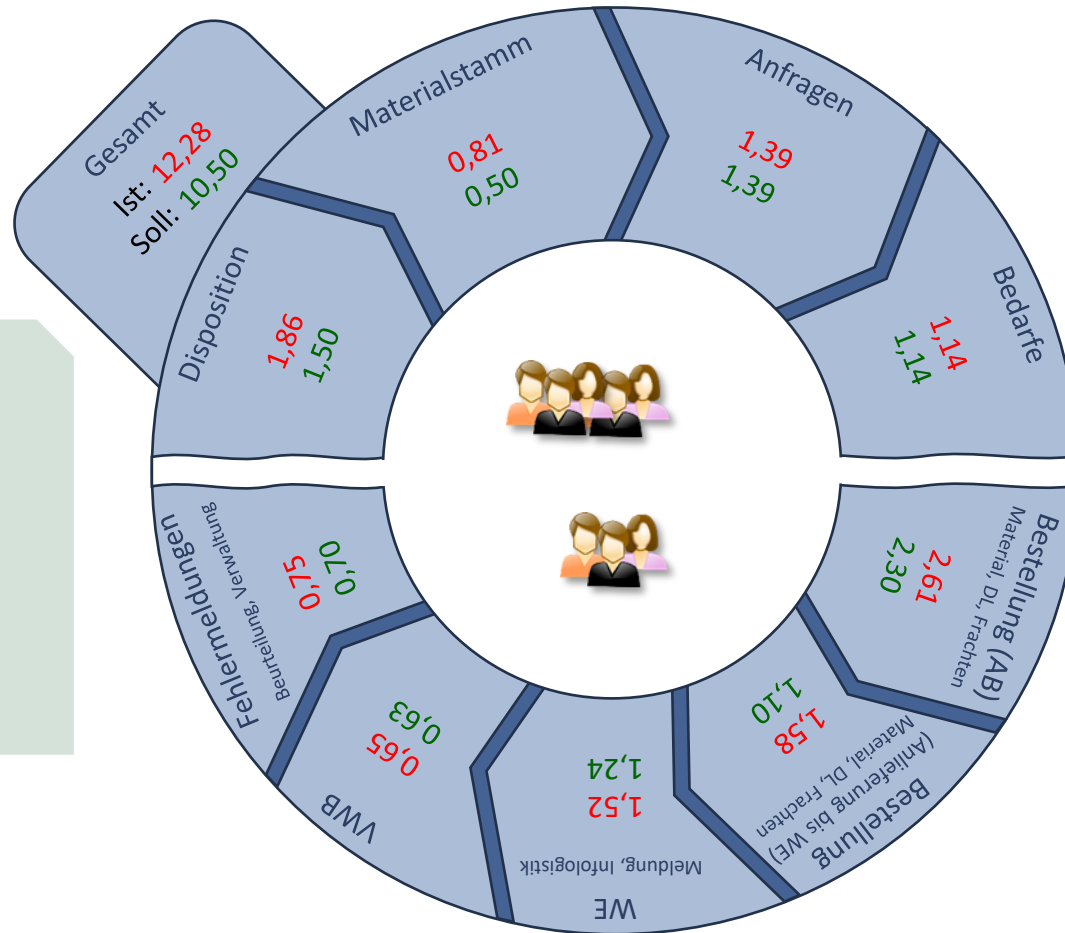 Gesamt
Ist: 12,28
Soll: 10,50
Disposition
1,86
1,50
Materialstamm
0,81
0,50
Anfragen
1,39
1,39
Bedarfe
1,14
1,14
Bestellung (AB)
Material, DL, Frachten
2,61
2,30
Bestellung
(Anlieferung bis WE)
Material, DL, Frachten
1,58
1,10
WE
Meldung, Infologistik
1,52
1,24
VWB
0,65
0,63
Fehlermeldungen
Beurteilung, Verwaltung
0,75
0,70